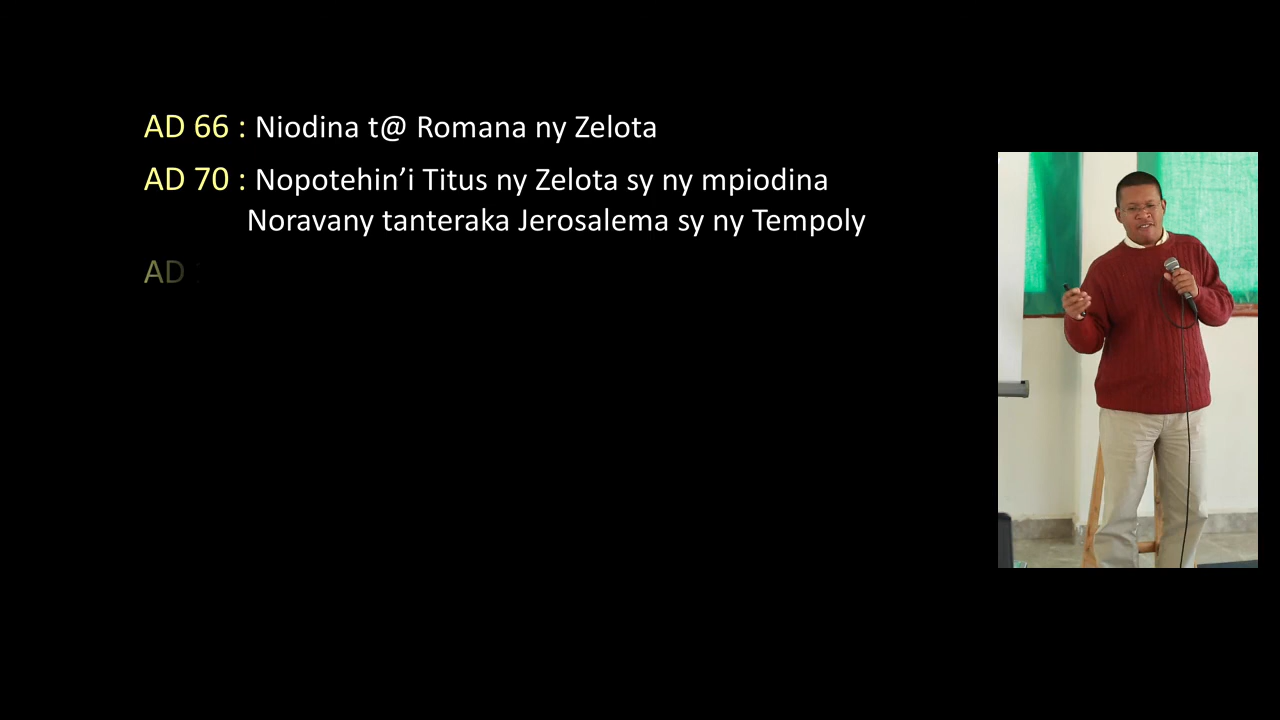 AD 66 : Niodina t@ Romana ny Zelota
AD 70 : Nopotehin’i Titus ny Zelota sy ny mpiodina
Noravany tanteraka Jerosalema sy ny Tempoly
AD